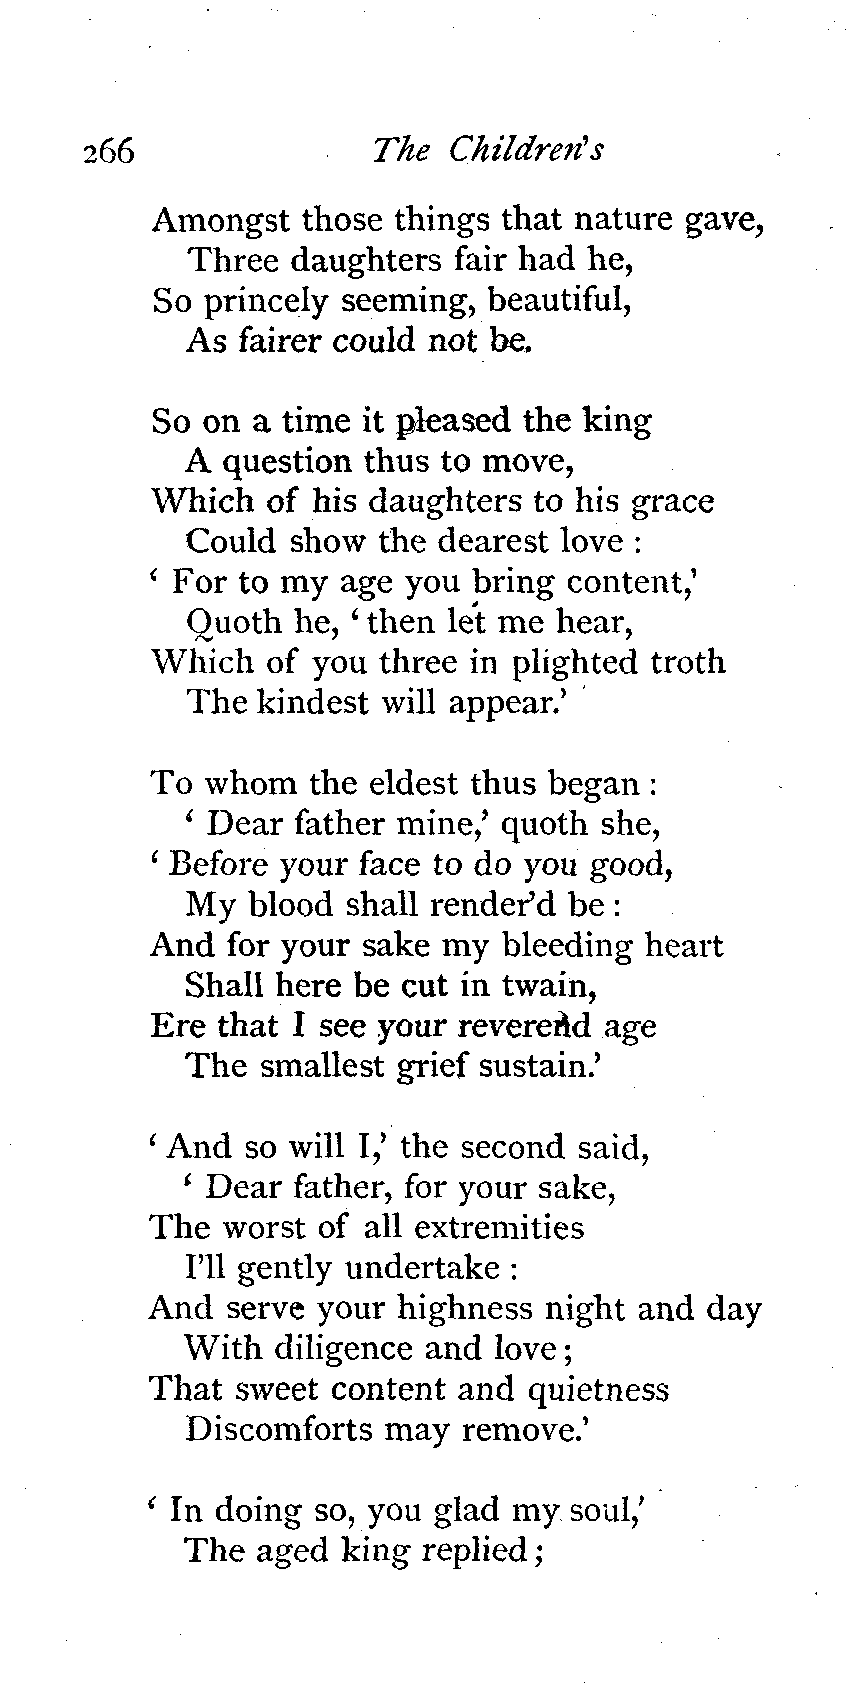 266 The Children's
Amongst those things that nature gave,
Three daughters fair had he,
So princely seeming, beautiful,
As fairer could not be.
So on a time it pleased the king
A question thus to move,
Which of his daughters to his grace
Could show the dearest love :
‘ For to my age you bring content,’
Quoth he, ‘ then let me hear,
Which of you three in plighted troth
The kindest will appear.’
To whom the eldest thus began :
‘ Dear father mine,’ quoth she,
‘ Before your face to do you good,
My blood shall render’d be :
And for your sake my bleeding heart
Shall here be cut in twain,
Ere that I see your reverend age
The smallest grief sustain.’
‘ And so will I,’ the second said,
‘ Dear father, for your sake,
The worst of all extremities
I’ll gently undertake :
And serve your highness night and day
With diligence and love ;
That sweet content and quietness
Discomforts may remove.’
‘ In doing so, you glad my soul,’
The aged king replied ;